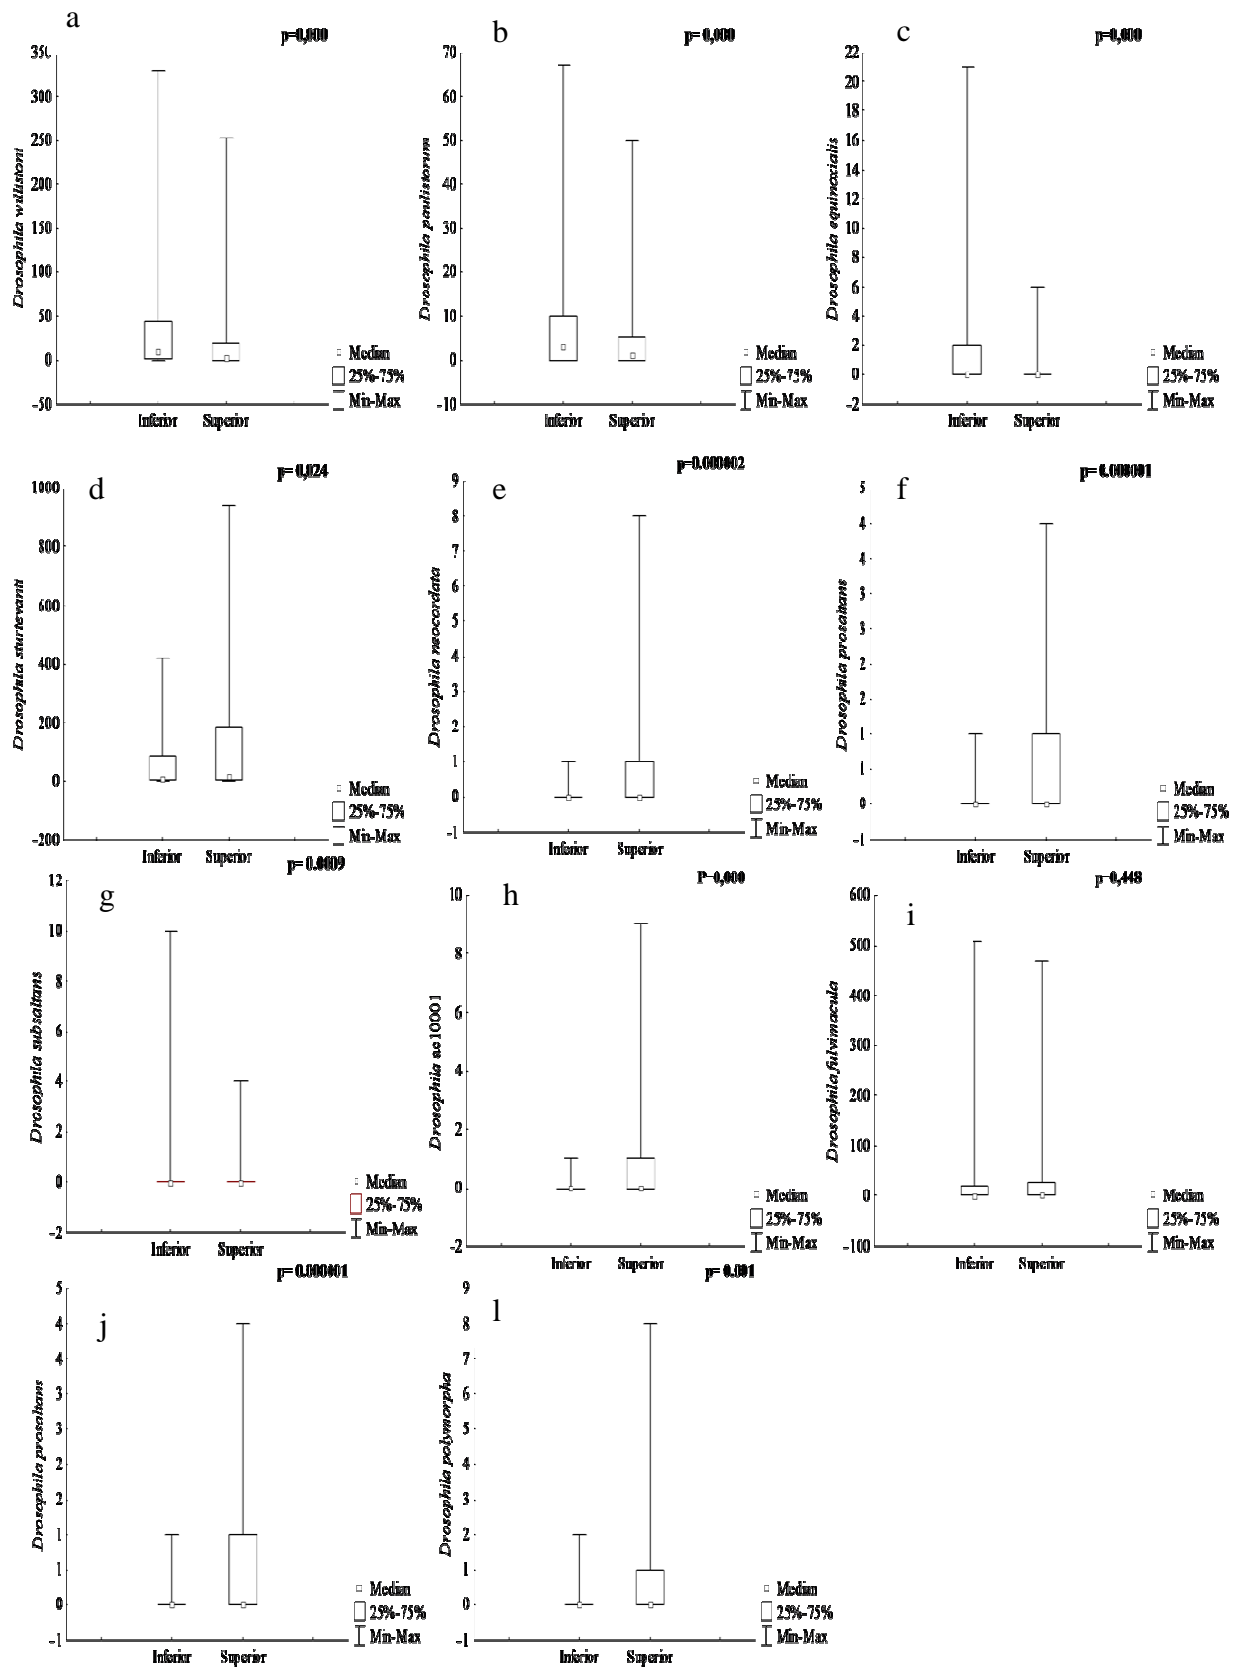 a
p=0,000
Drosophila willistoni
300
250
200
150
100
50
0
-50
Inferior Superior
Median
25%-75%
Min-Max
b
p=0,000
Drosophila paulistorum
70
60
50
40
30
20
10
0
-10
Inferior Superior
Median
25%-75%
Min-Max
c
p=0,000
Drosophila equinoxialis
22
20
18
16
14
12
10
8
6
4
2
0
-2
Inferior Superior
Median
25%-75%
Min-Max
d
p= 0,024
Drosophila sturtevanti
1000
800
600
400
200
0
-200
Inferior Superior
Median
25%-75%
Min-Max
e
p=0.000002
Drosophila neocordata
9
8
7
6
5
4
3
2
1
0
-1
Inferior Superior
Median
25%-75%
Min-Max
f
p= 0.000001
Drosophila prosaltans
5
4
4
3
3
2
2
1
1
0
-1
Inferior Superior
Median
25%-75%
Min-Max
g
p= 0.0009
Drosophila subsaltans
12
10
8
6
4
2
0
-2
Inferior Superior
Median
25%-75%
Min-Max
h
P=0,000
Drosophila ac10001
10
8
6
4
2
0
-2
Inferior Superior
Median
25%-75%
Min-Max
i
p=0,448
Drosophila fulvimacula
600
500
400
300
200
100
0
-100
Inferior Superior
Median
25%-75%
Min-Max
j
p= 0.000001
Drosophila prosaltans
5
4
4
3
3
2
2
1
1
0
-1
Inferior Superior
Median
25%-75%
Min-Max
l
p= 0.001
Drosophila polymorpha
9
8
7
6
5
4
3
2
1
0
-1
Inferior Superior
Median
25%-75%
Min-Max